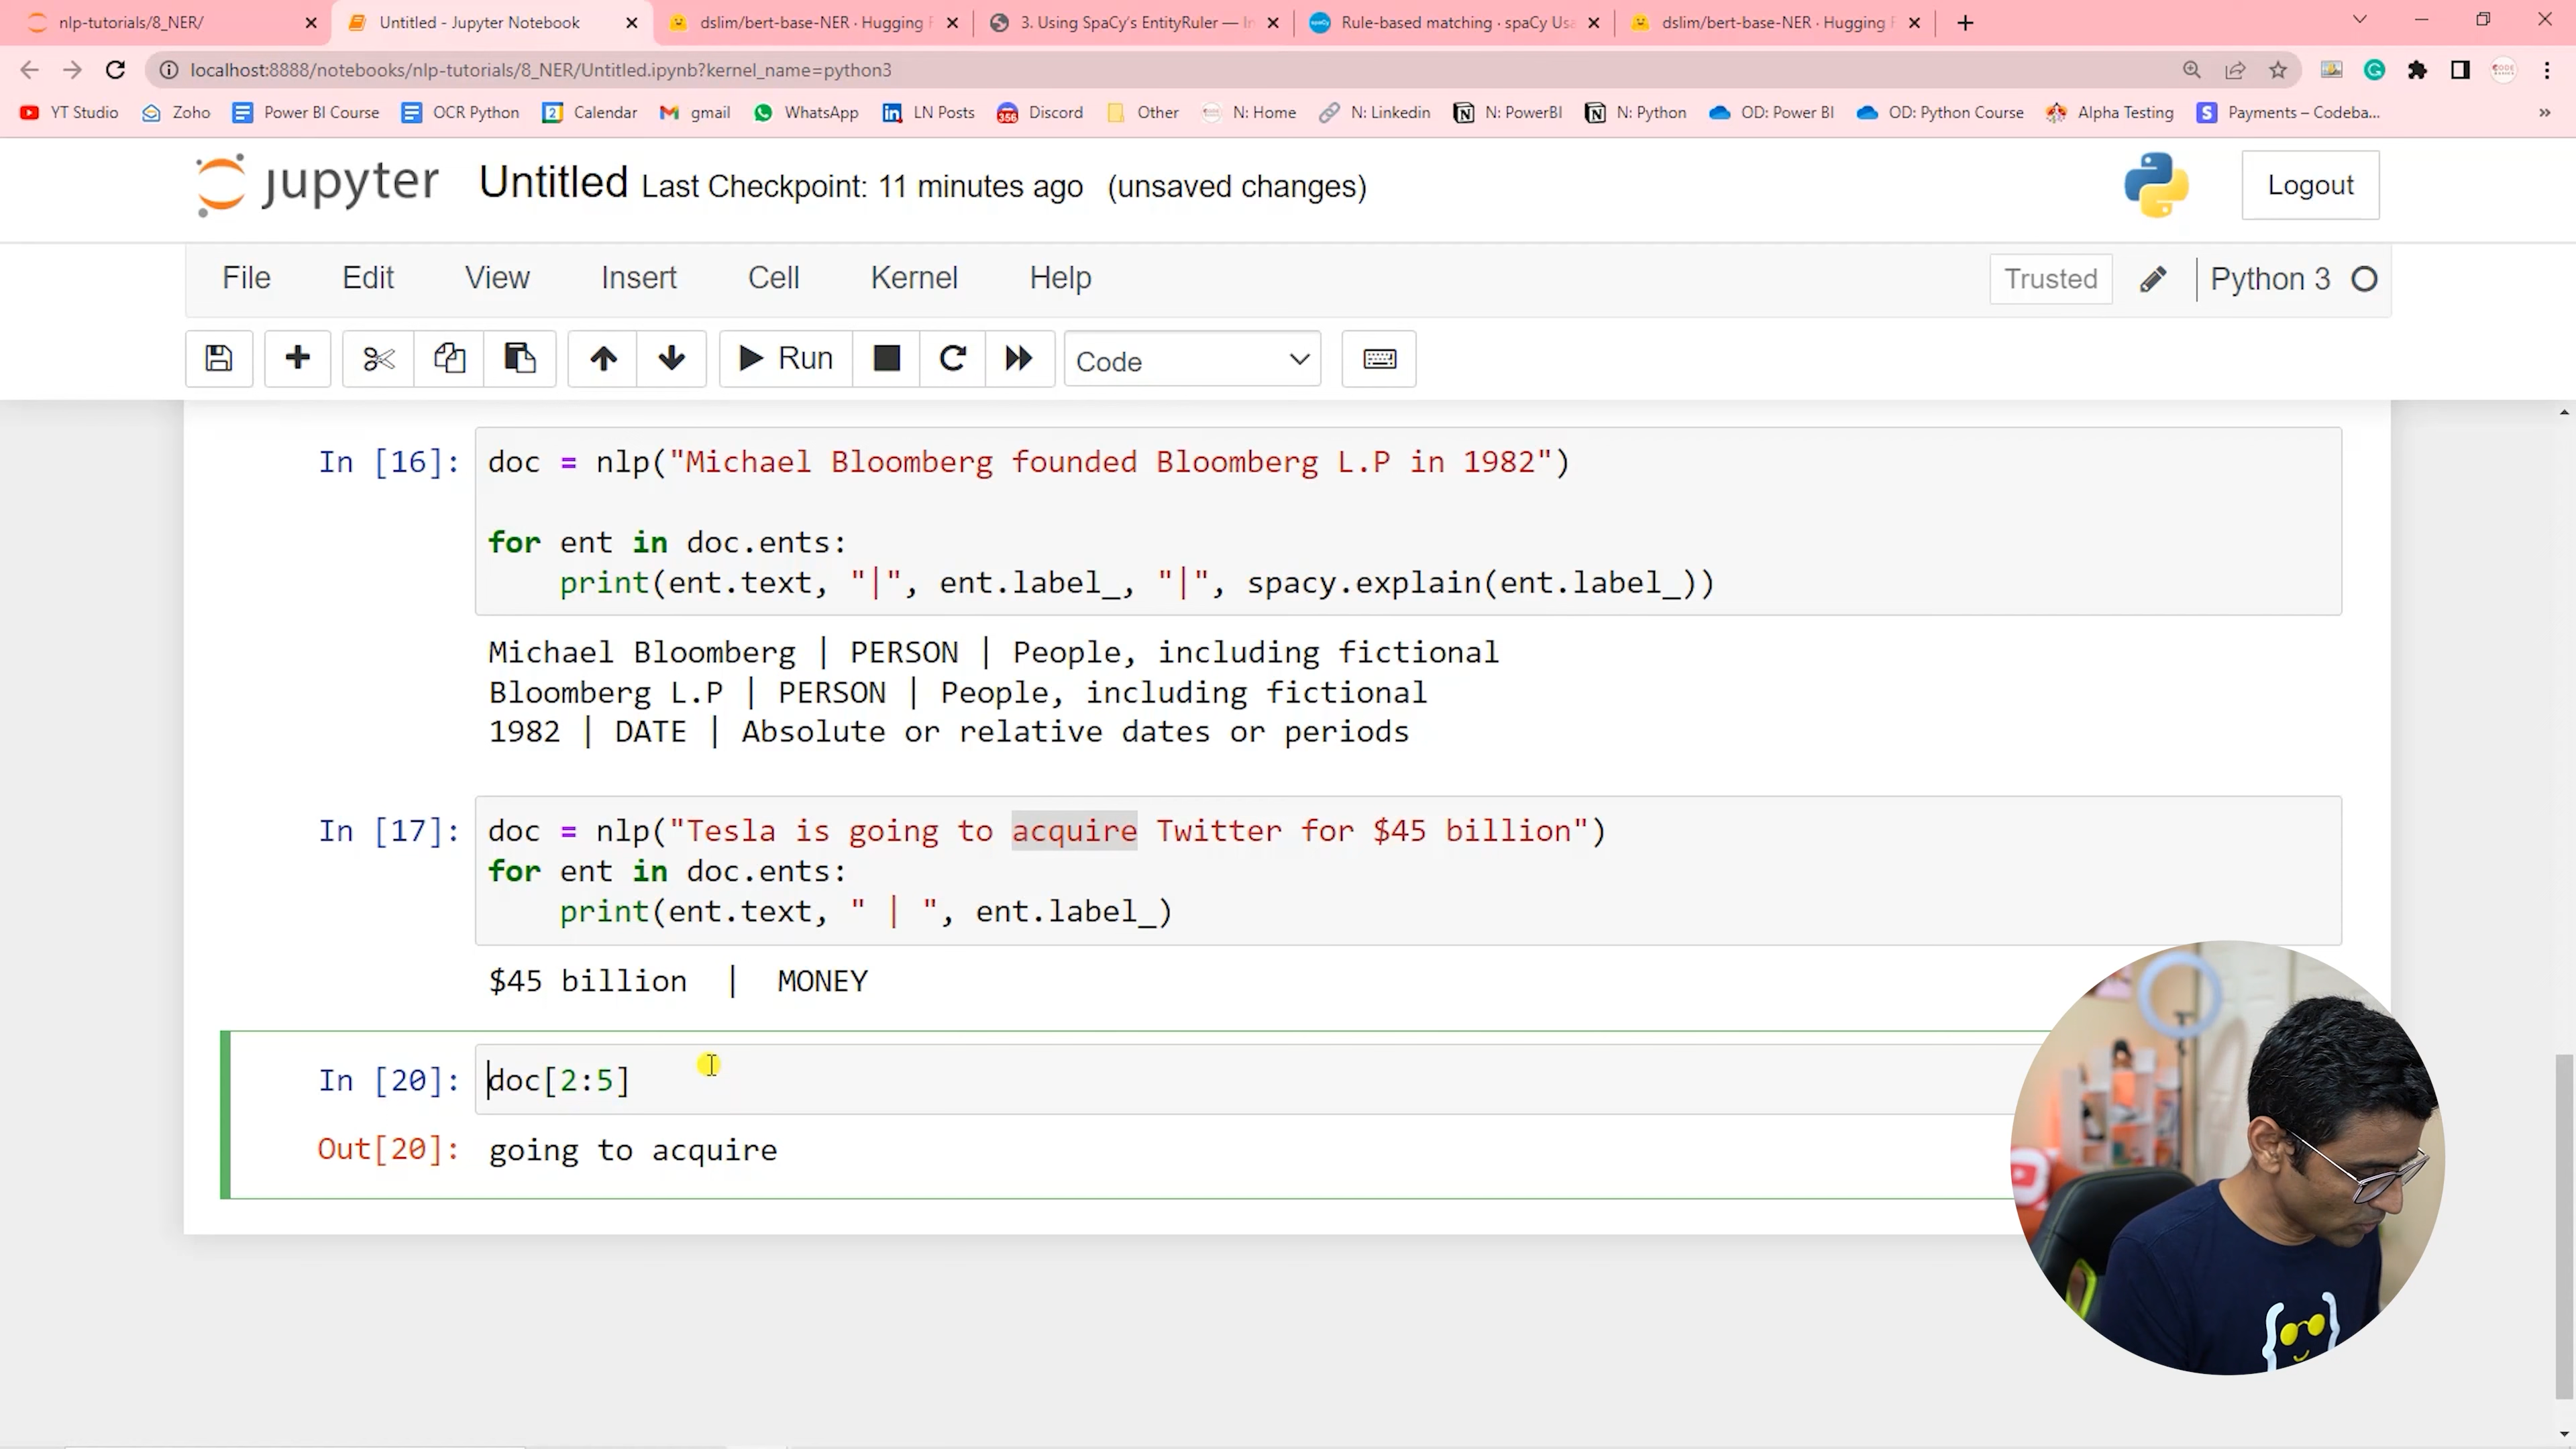 nlp-tutorials/8_NER/
Untitled - Jupyter Notebook
dslim/bert-base-NER · Hugging F
3. Using SpaCy's EntityRuler — In
Rule-based matching · spaCy Usa
dslim/bert-base-NER · Hugging F
localhost:8888/notebooks/nlp-tutorials/8_NER/Untitled.ipynb?kernel_name=python3
YT Studio
Zoho
Power BI Course
OCR Python
2
Calendar
gmail
WhatsApp
LN Posts
356
Discord
Other
N: Home
N: Linkedin
N: PowerBI
N: Python
OD: Power BI
OD: Python Course
Alpha Testing
Payments – Codeba...
jupyter
Untitled Last Checkpoint: 11 minutes ago (unsaved changes)
Logout
File Edit View Insert Cell Kernel Help
Trusted
Python 3
Run
Code
In [16]: doc = nlp("Michael Bloomberg founded Bloomberg L.P in 1982")
for ent in doc.ents:
print(ent.text, "|", ent.label_, "|", spacy.explain(ent.label_))
Michael Bloomberg | PERSON | People, including fictional
Bloomberg L.P | PERSON | People, including fictional
1982 | DATE | Absolute or relative dates or periods
In [17]: doc = nlp("Tesla is going to acquire Twitter for $45 billion")
for ent in doc.ents:
print(ent.text, " | ", ent.label_)
$45 billion | MONEY
In [20]: doc[2:5]
Out[20]: going to acquire